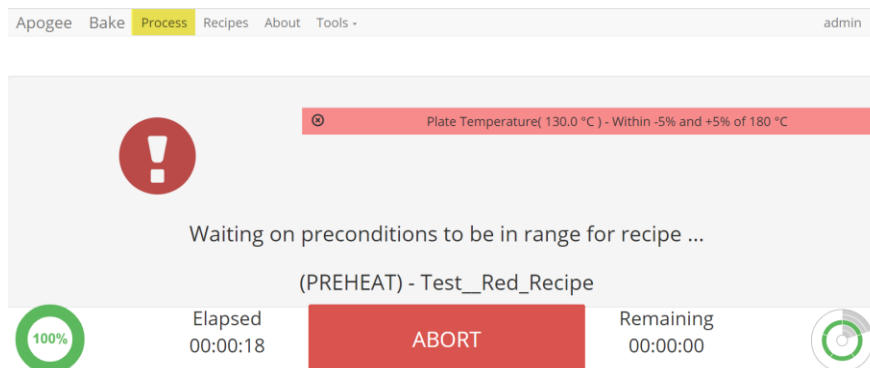 Apogee Bake Process Recipes About Tools admin
Plate Temperature( 130.0 °C ) - Within -5% and +5% of 180 °C
Waiting on preconditions to be in range for recipe ...
(PREHEAT) - Test__Red_Recipe
100%
Elapsed
00:00:18
ABORT
Remaining
00:00:00